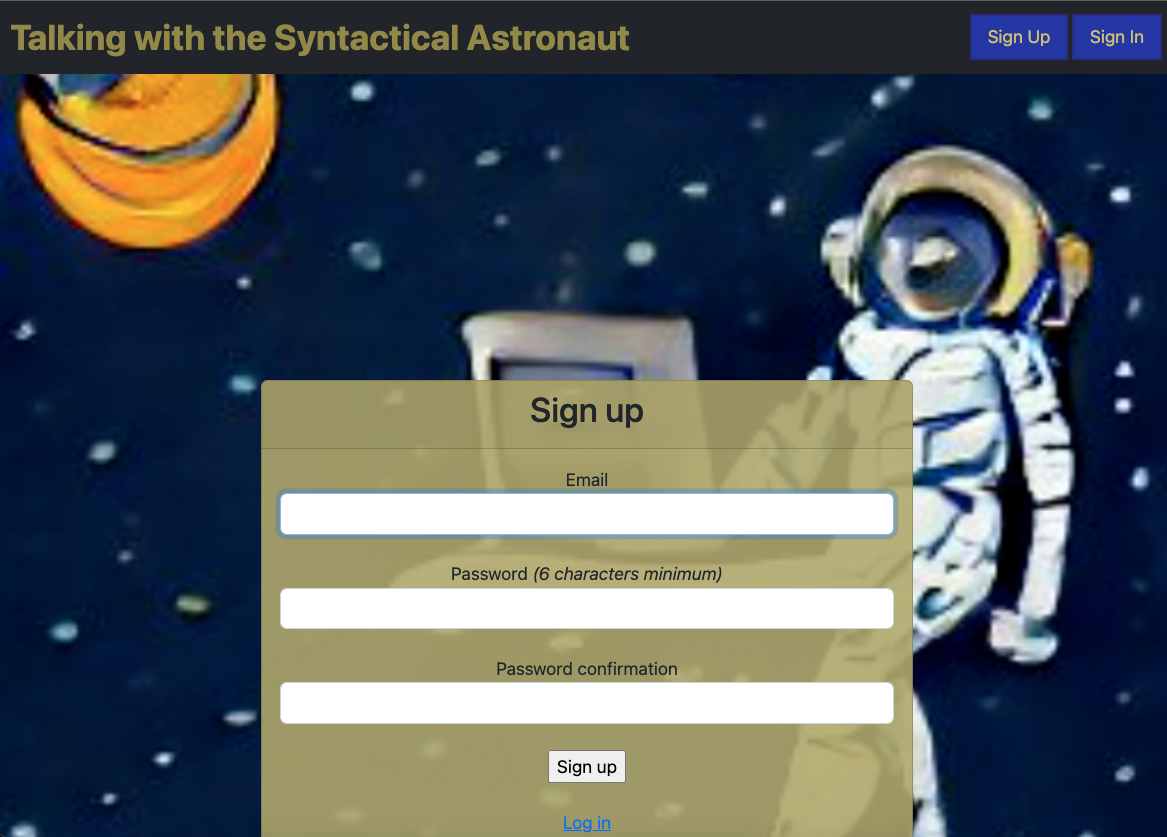 Talking with the Syntactical Astronaut
Sign Up
Sign In
Sign up
Email
Password (6 characters minimum)
Password confirmation
Sign up
Log in